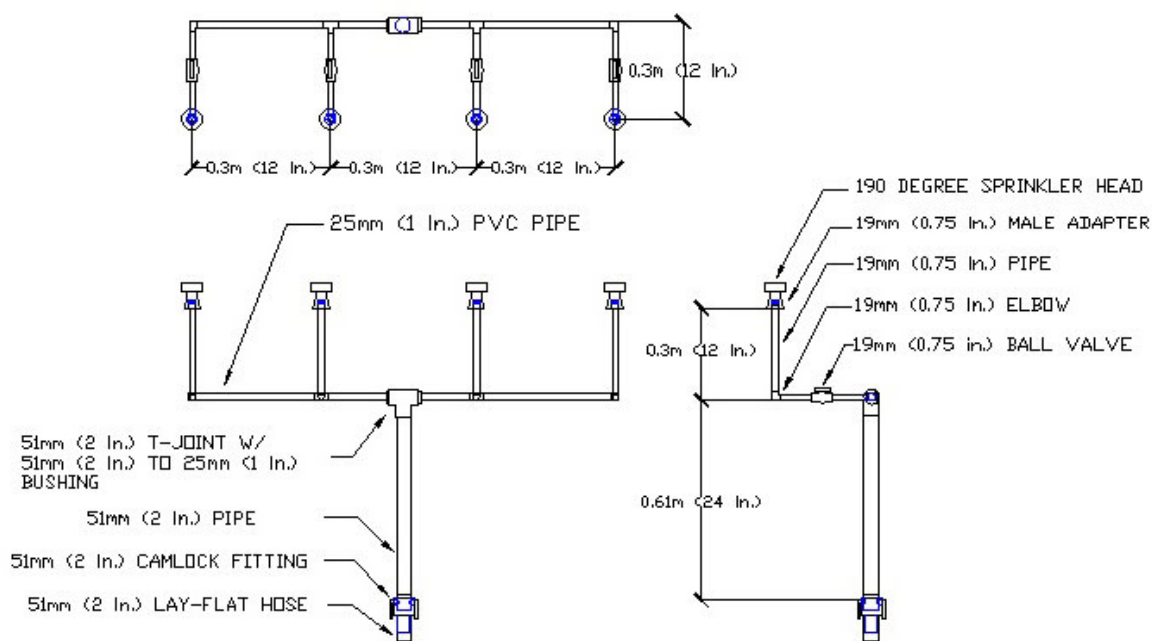 0.3m (12 In.)
0.3m (12 In.)
0.3m (12 In.)
0.3m (12 In.)
25mm (1 In.) PVC PIPE
190 DEGREE SPRINKLER HEAD
19mm (0.75 In.) MALE ADAPTER
19mm (0.75 In.) PIPE
19mm (0.75 In.) ELBOW
19mm (0.75 in.) BALL VALVE
0.3m (12 In.)
0.61m (24 In.)
51mm (2 In.) T-JOINT W/
51mm (2 In.) TO 25mm (1 In.)
BUSHING
51mm (2 In.) PIPE
51mm (2 In.) CAMLOCK FITTING
51mm (2 In.) LAY-FLAT HOSE